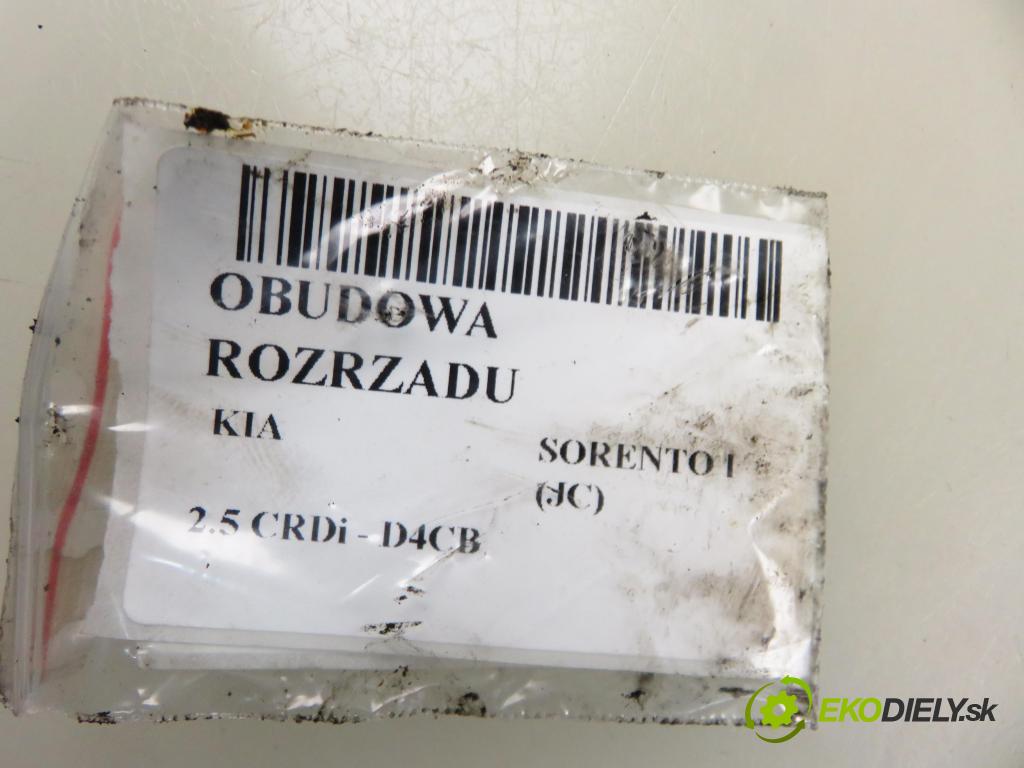 OBUDOWA
ROZRZADU
KIA
SORENTO I
(JC)
2.5 CRDi - D4CB
EKODIELY.sk